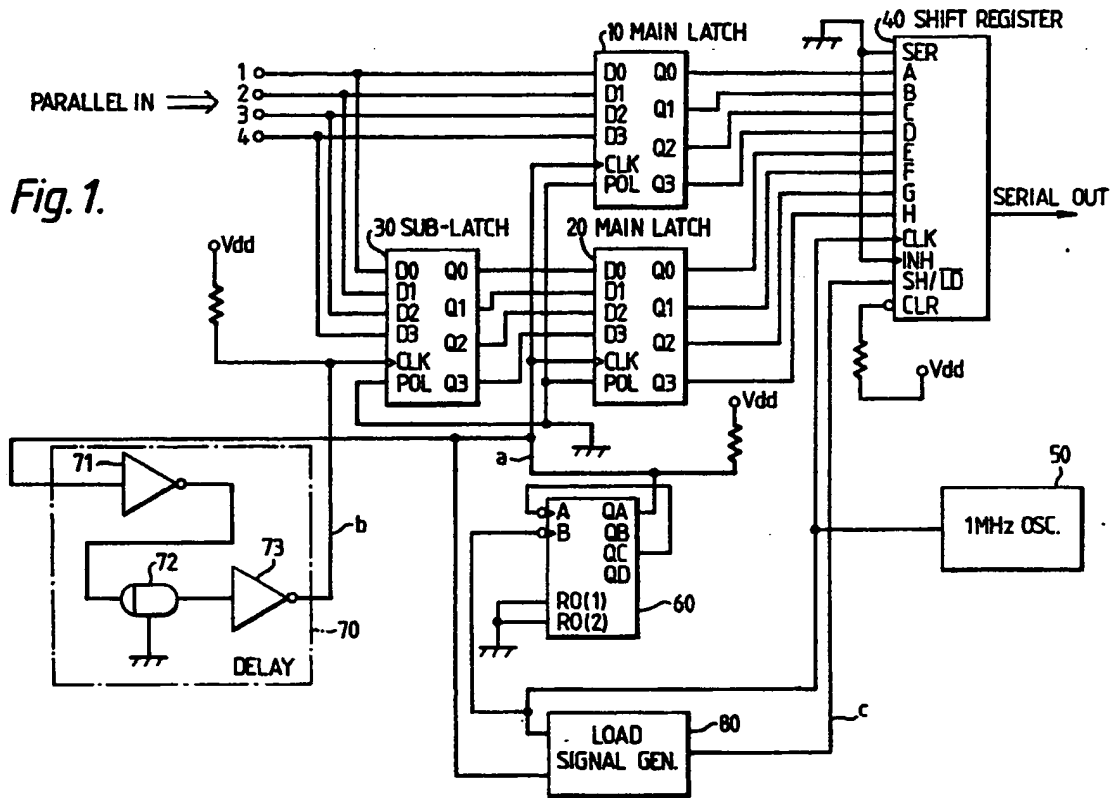 Fig. 1.
PARALLEL IN
1
2
3
4
10 MAIN LATCH
D0 Q0
D1 Q1
D2 Q2
D3
CLK
POL Q3
40 SHIFT REGISTER
SER
A
B
C
D
E
F
G
H
CLK
INH
SH/LD
CLR
SERIAL OUT
Vdd
30 SUB-LATCH
D0 Q0
D1 Q1
D2 Q2
D3
CLK
POL Q3
20 MAIN LATCH
D0 Q0
D1 Q1
D2 Q2
D3
CLK
POL Q3
Vdd
Vdd
a
71
b
72
73
70
DELAY
A QA
B QB
QC
QD
RO(1)
RO(2)
60
50
1MHz OSC.
80
LOAD
SIGNAL GEN.
c